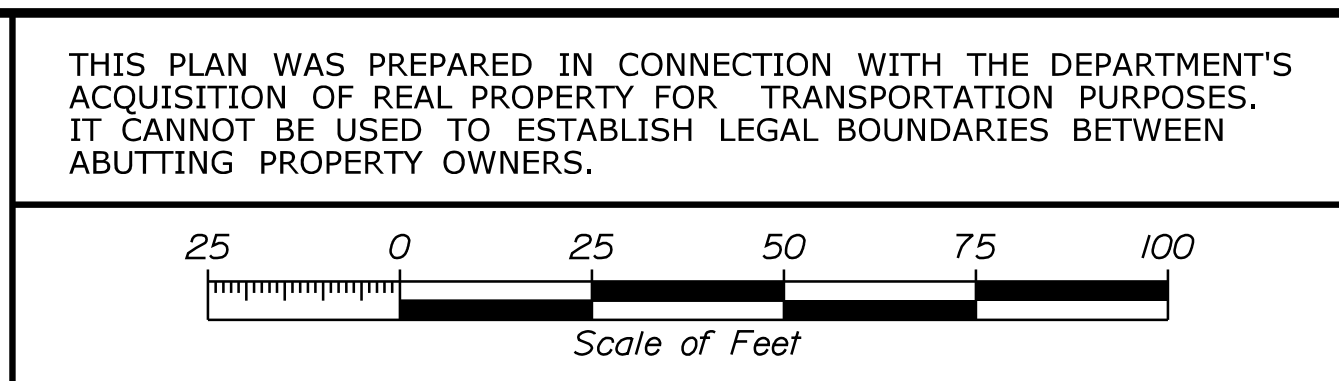 THIS PLAN WAS PREPARED IN CONNECTION WITH THE DEPARTMENT'S
ACQUISITION OF REAL PROPERTY FOR TRANSPORTATION PURPOSES.
IT CANNOT BE USED TO ESTABLISH LEGAL BOUNDARIES BETWEEN
ABUTTING PROPERTY OWNERS.
25 0 25 50 75 100
Scale of Feet